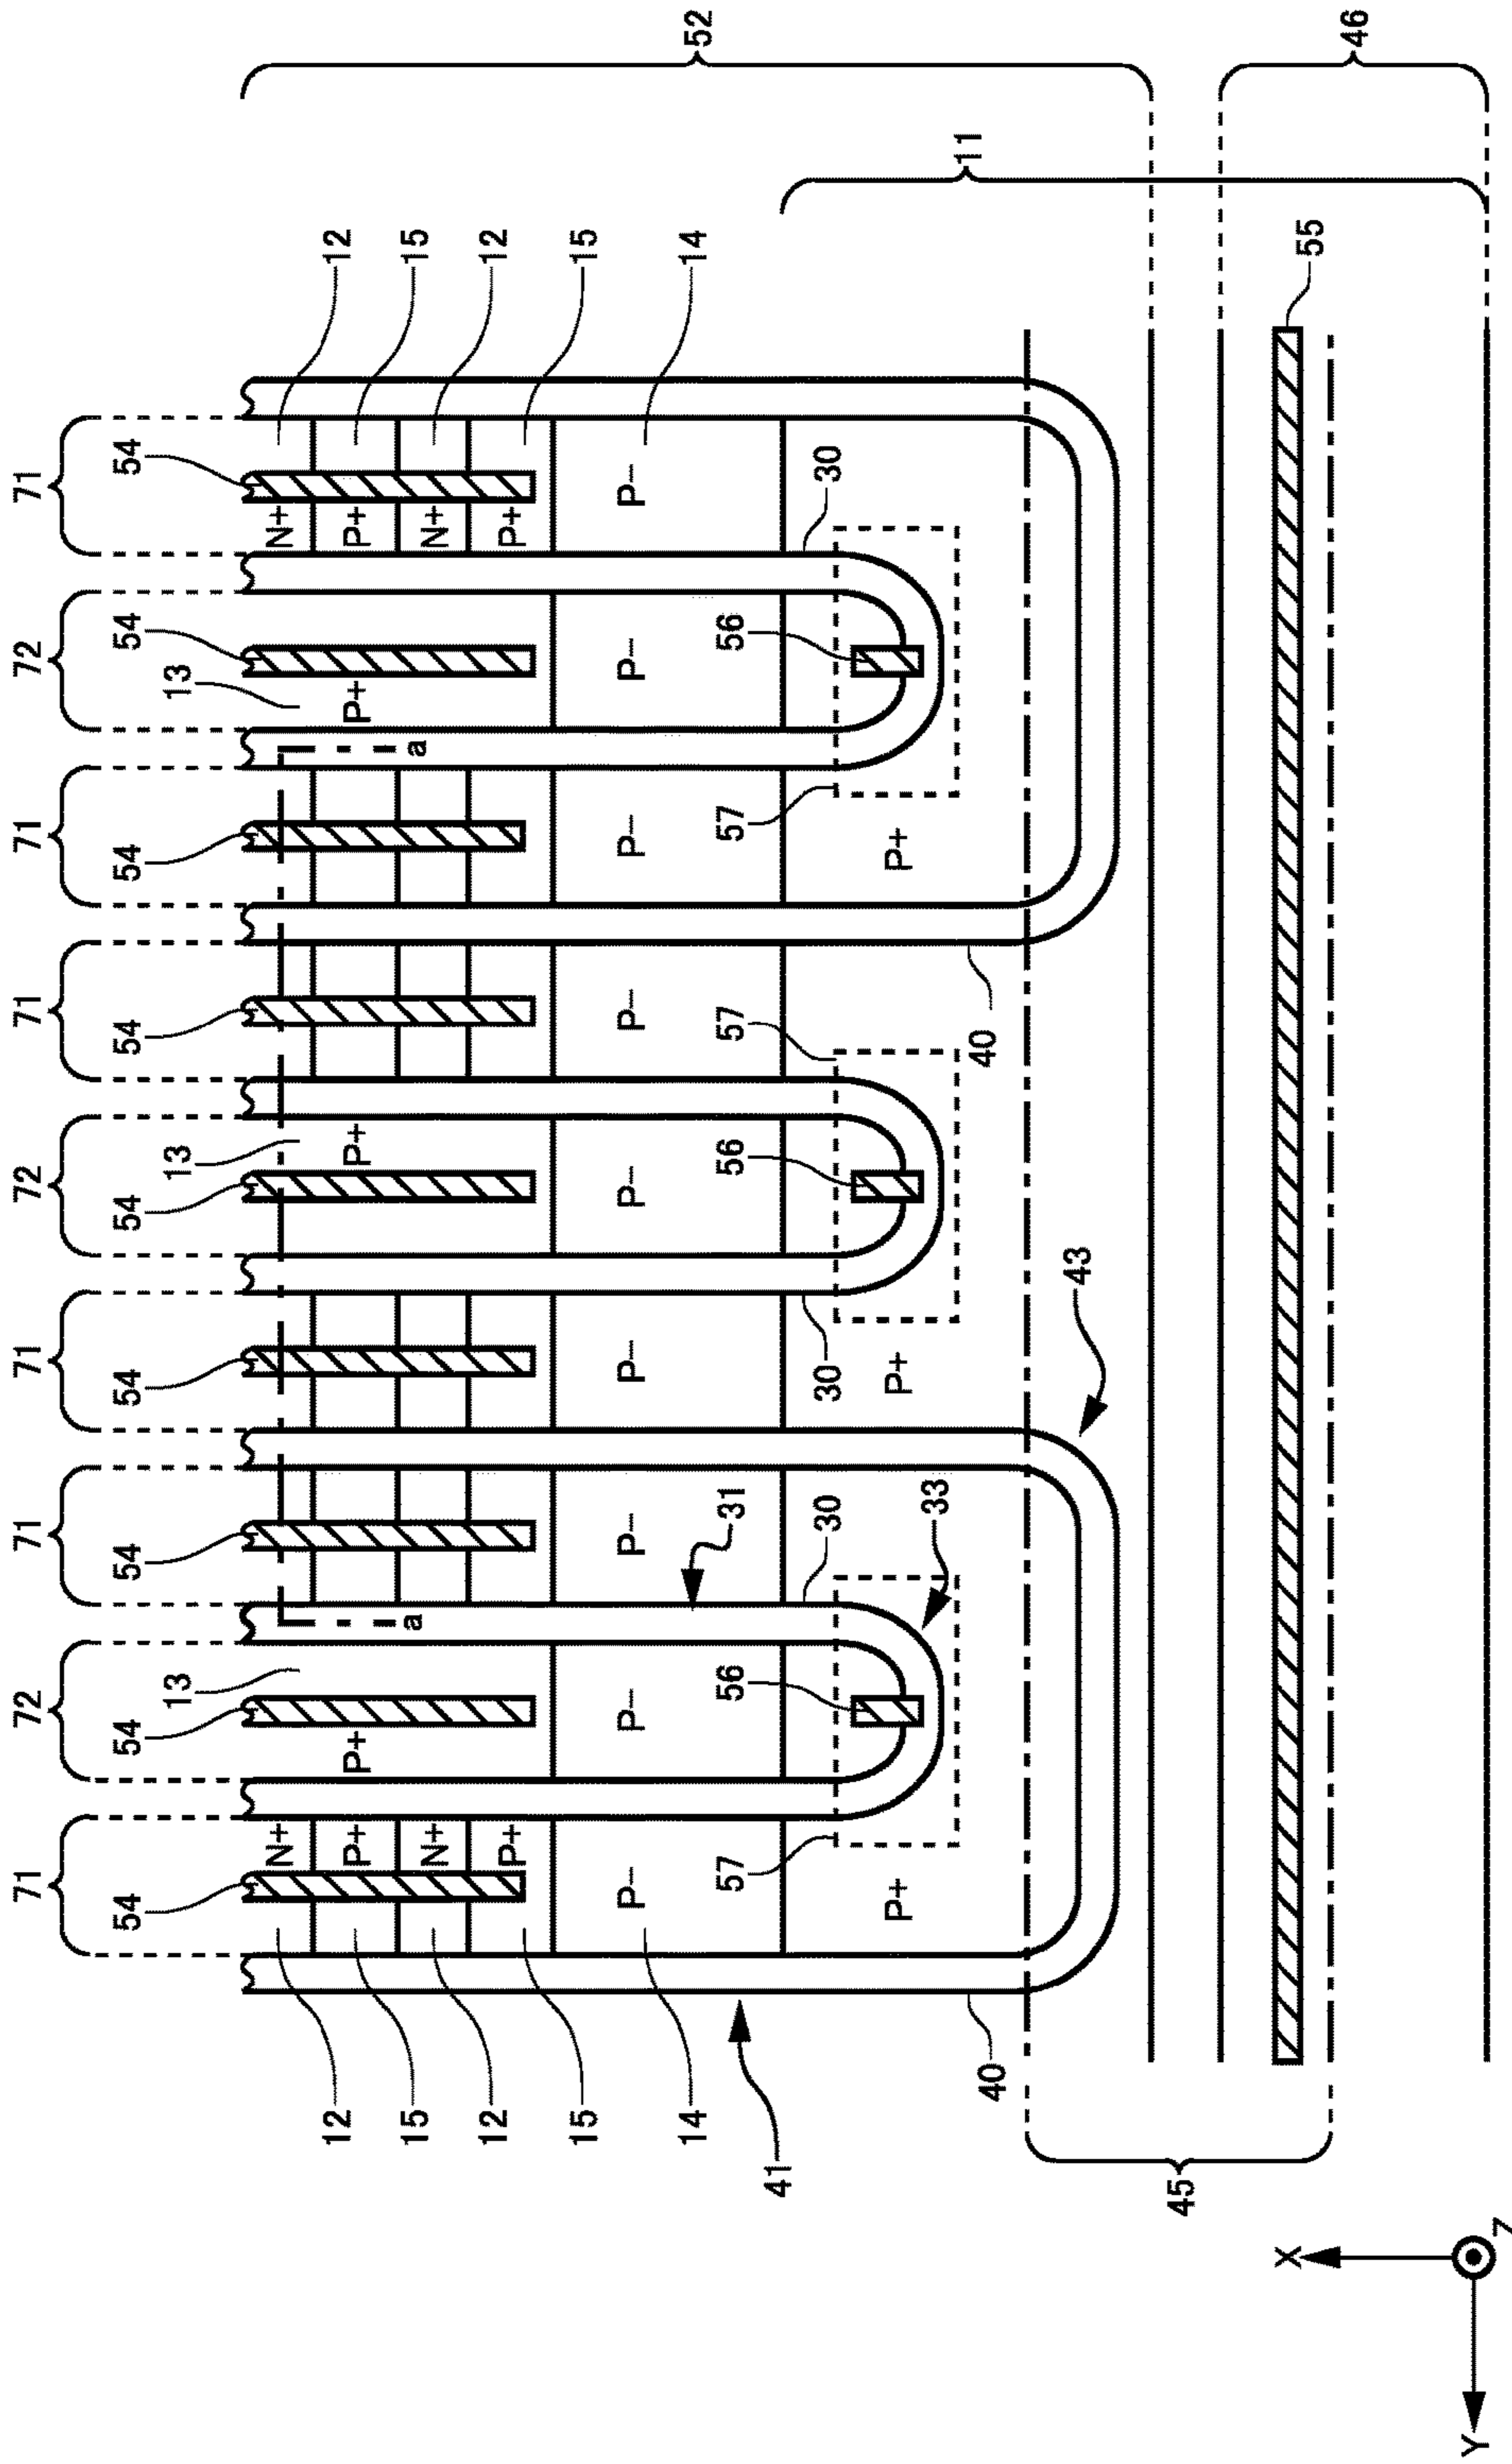 71 72 71 71 72 71 71 72 71
54 54 54 54 54 54 54 54 54
13 13 13
N+ N+
12 12
P+ P+ P+ P+ P+
15 a a 15
N+ N+
12 12
P+ P+
15 15
P− P− P− P− P− P− P− P− P−
14 14 52
57 56 31 56 57 57 56
41
30 30 30
P+ P+ P+
33
11
40 40
43
45
X 55
46
Y
Z